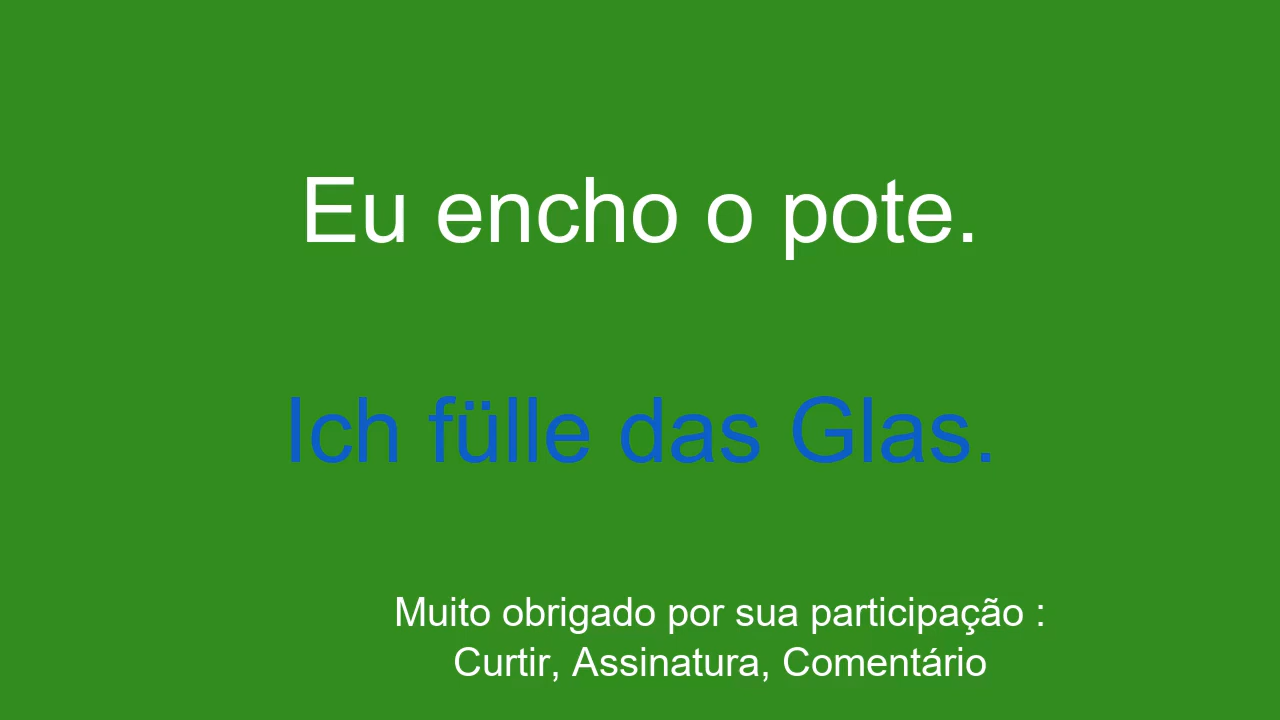 Eu encho o pote.
Ich fülle das Glas.
Muito obrigado por sua participação :
Curtir, Assinatura, Comentário